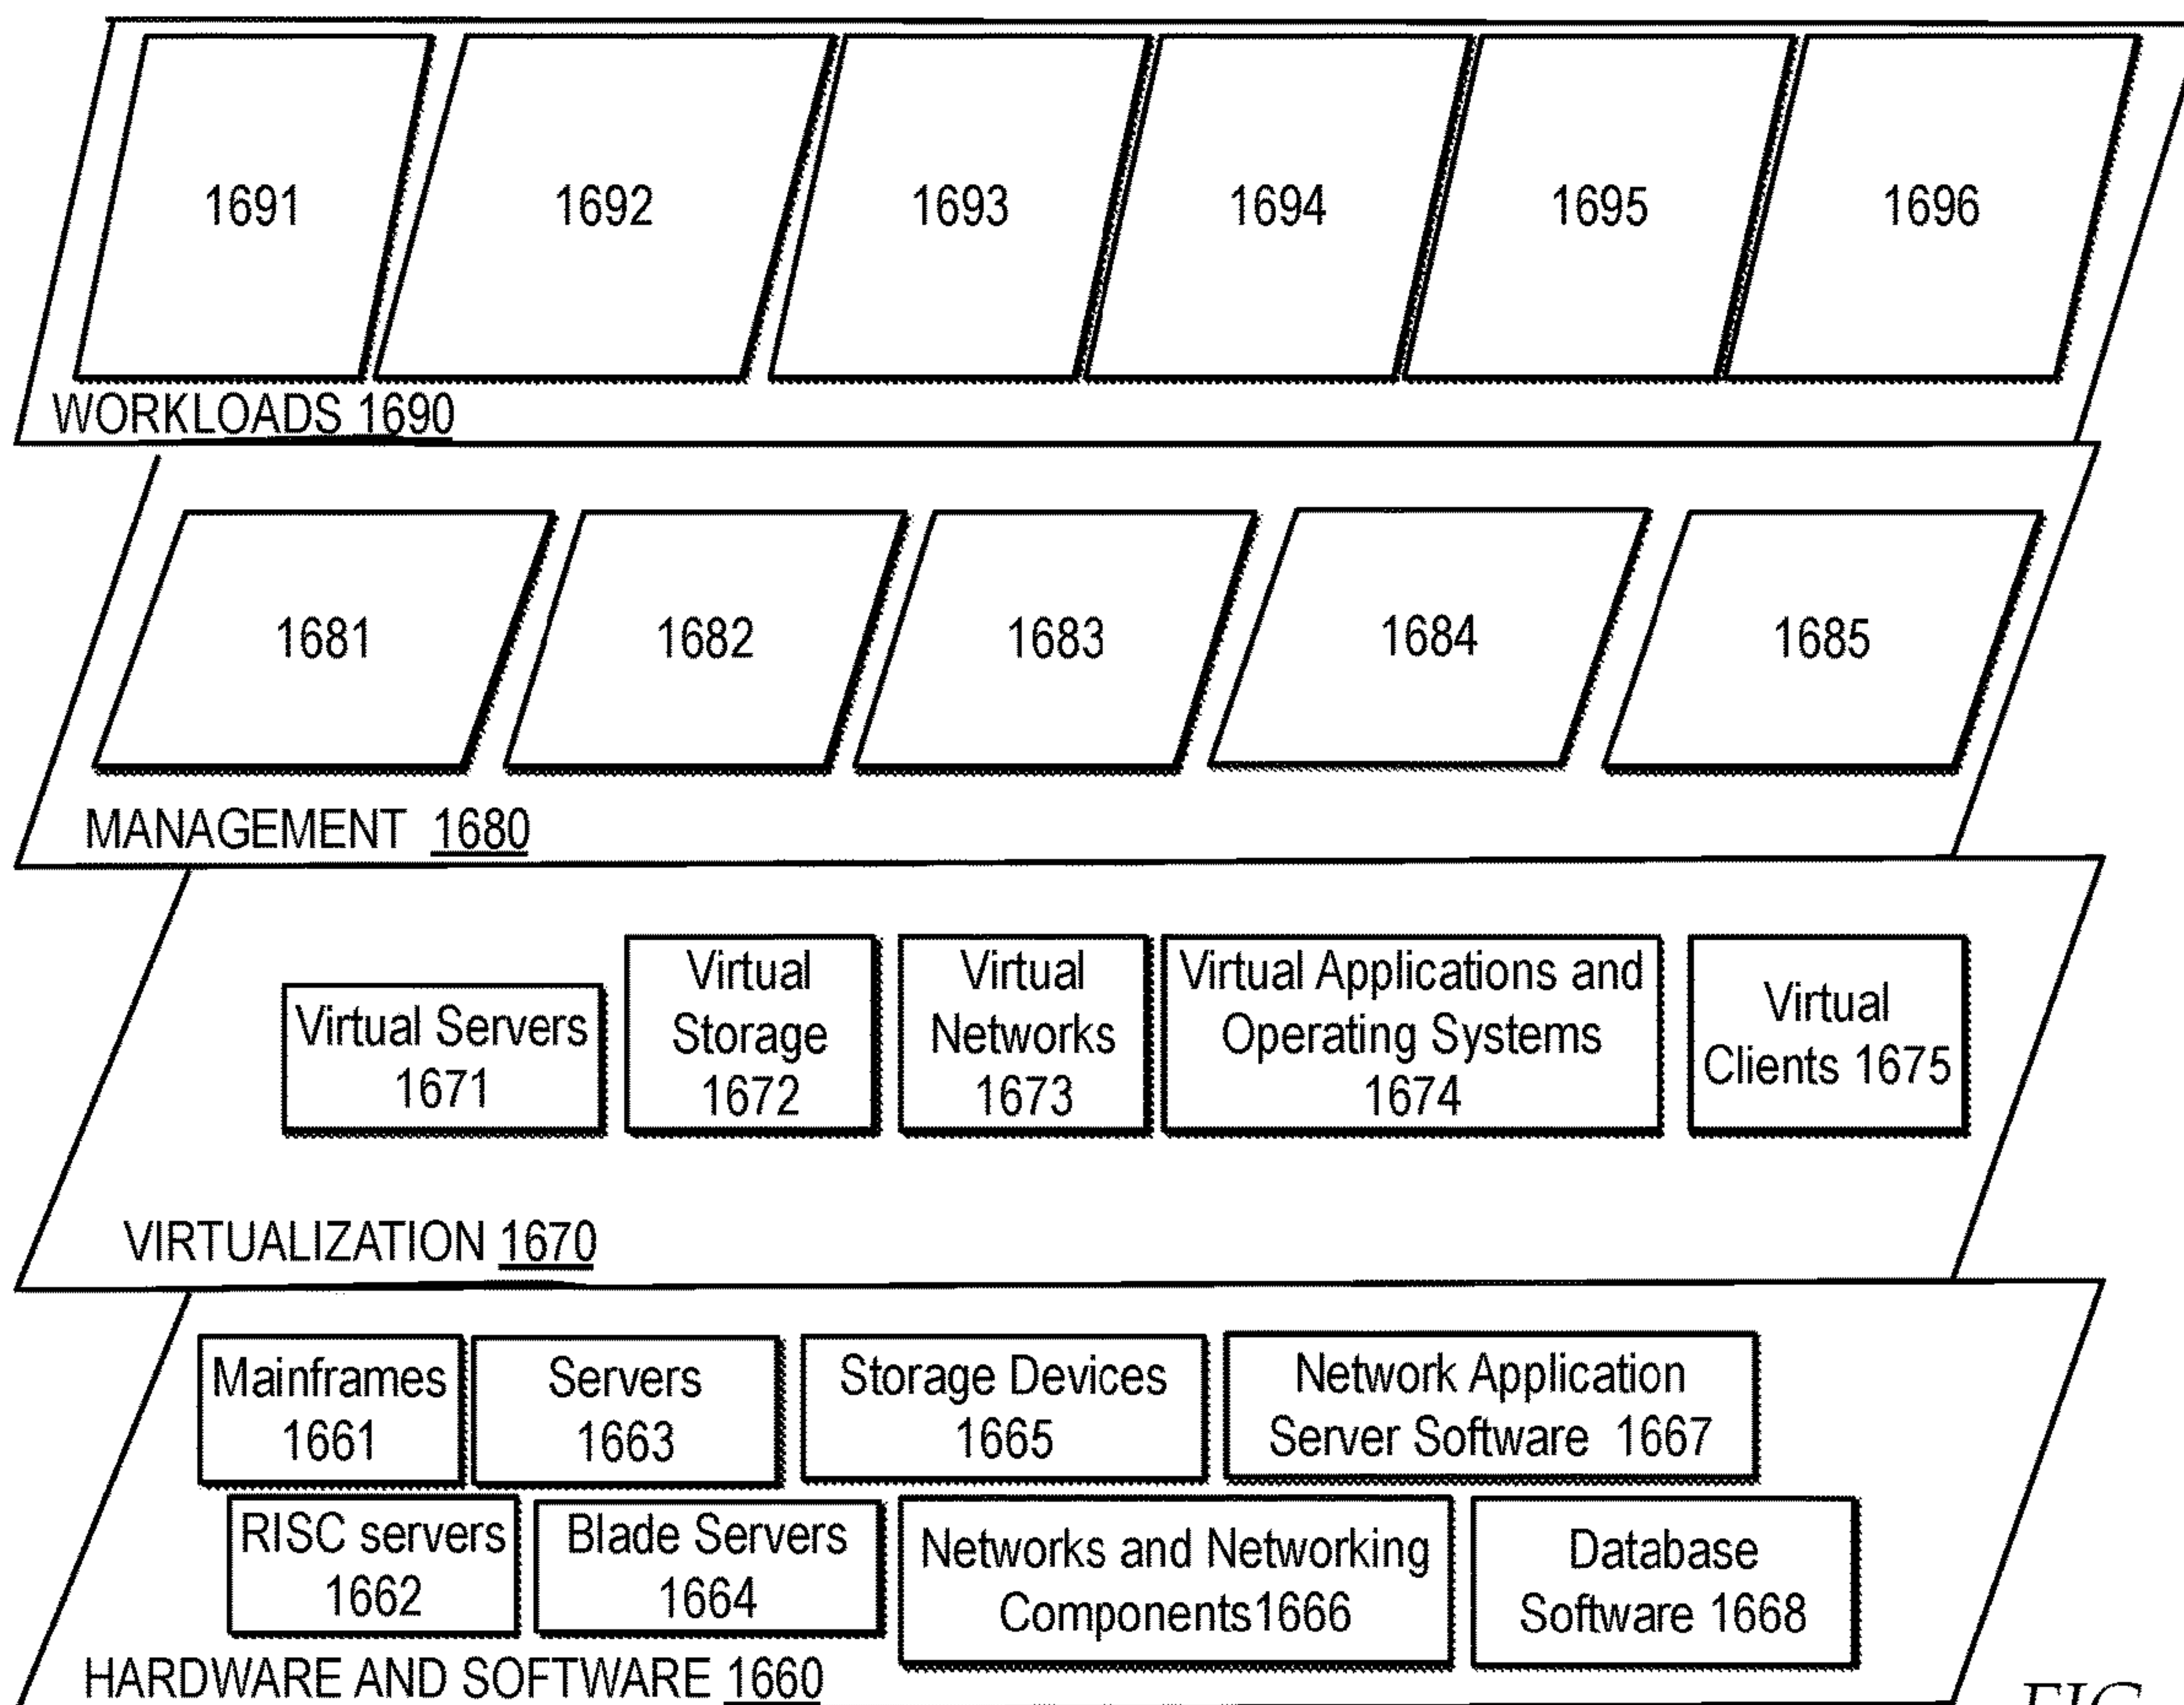 1691
1692
1693
1694
1695
1696
WORKLOADS 1690
1681
1682
1683
1684
1685
MANAGEMENT 1680
Virtual Servers
1671
Virtual
Storage
1672
Virtual
Networks
1673
Virtual Applications and
Operating Systems
1674
Virtual
Clients 1675
VIRTUALIZATION 1670
Mainframes
1661
Servers
1663
Storage Devices
1665
Network Application
Server Software 1667
RISC servers
1662
Blade Servers
1664
Networks and Networking
Components1666
Database
Software 1668
HARDWARE AND SOFTWARE 1660
FIG